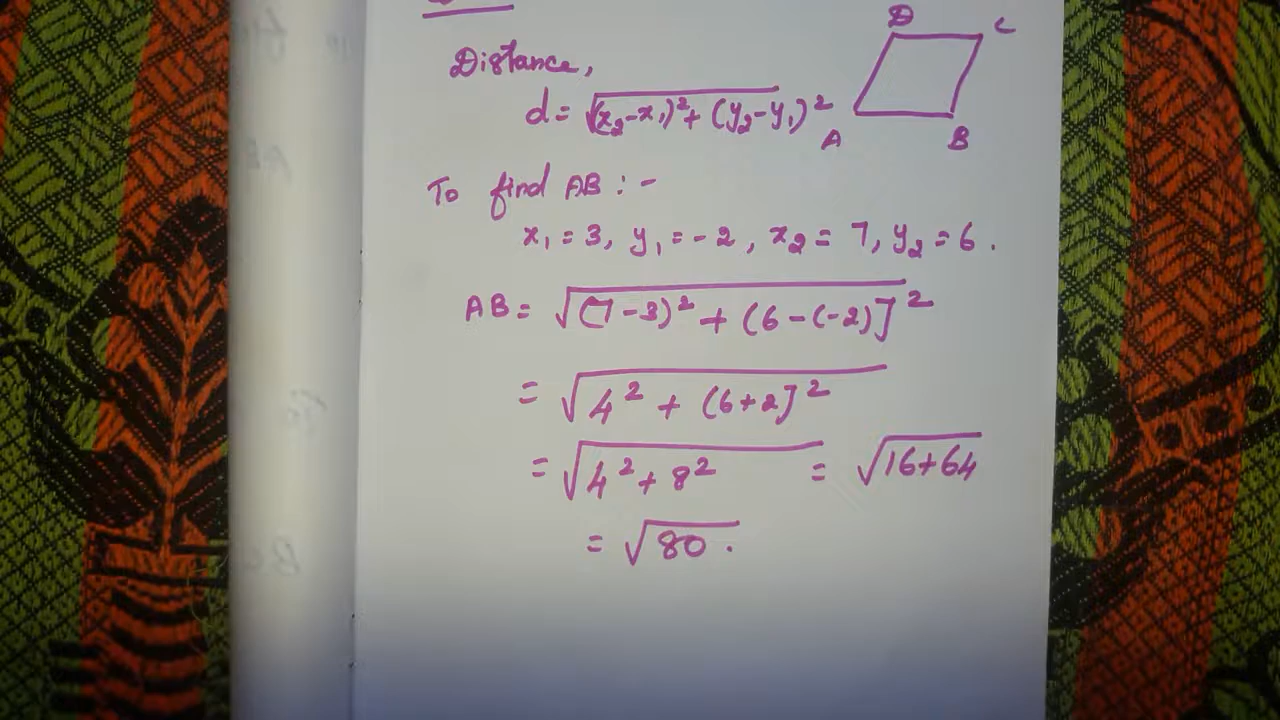 D C
Distance,
d = √(x₂-x₁)² + (y₂-y₁)²
A B
To find AB : -
x₁ = 3, y₁ = -2, x₂ = 7, y₂ = 6.
AB = √(7-3)² + (6-(-2)]²
= √4² + (6+2]²
= √4² + 8² = √16+64
= √80.